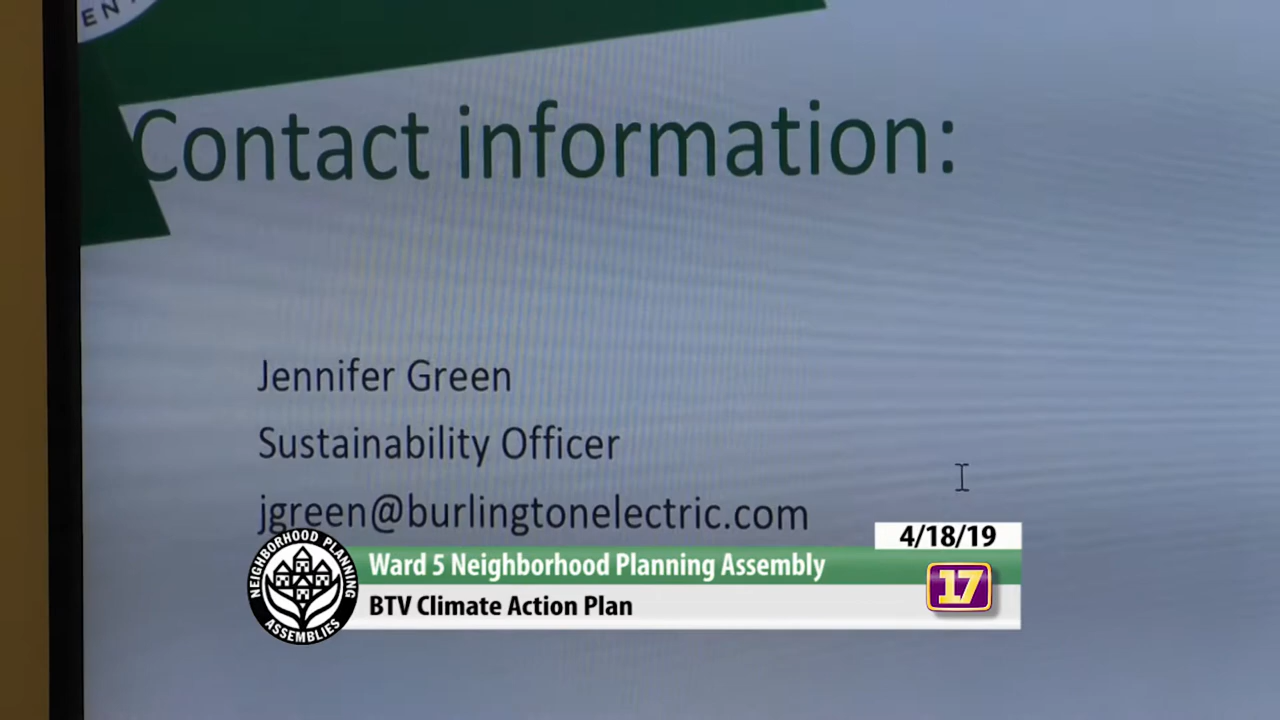 EN
Contact information:
Jennifer Green
Sustainability Officer
jgreen@burlingtonelectric.com
4/18/19
NEIGHBORHOOD PLANNING
ASSEMBLIES
Ward 5 Neighborhood Planning Assembly
17
BTV Climate Action Plan